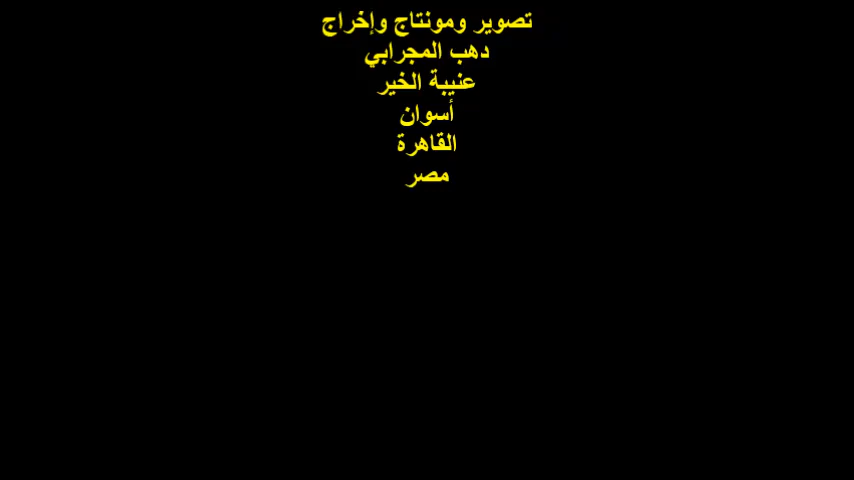 تصوير ومونتاج وإخراج
دهب المجرابي
عنيبة الخير
أسوان
القاهرة
مصر